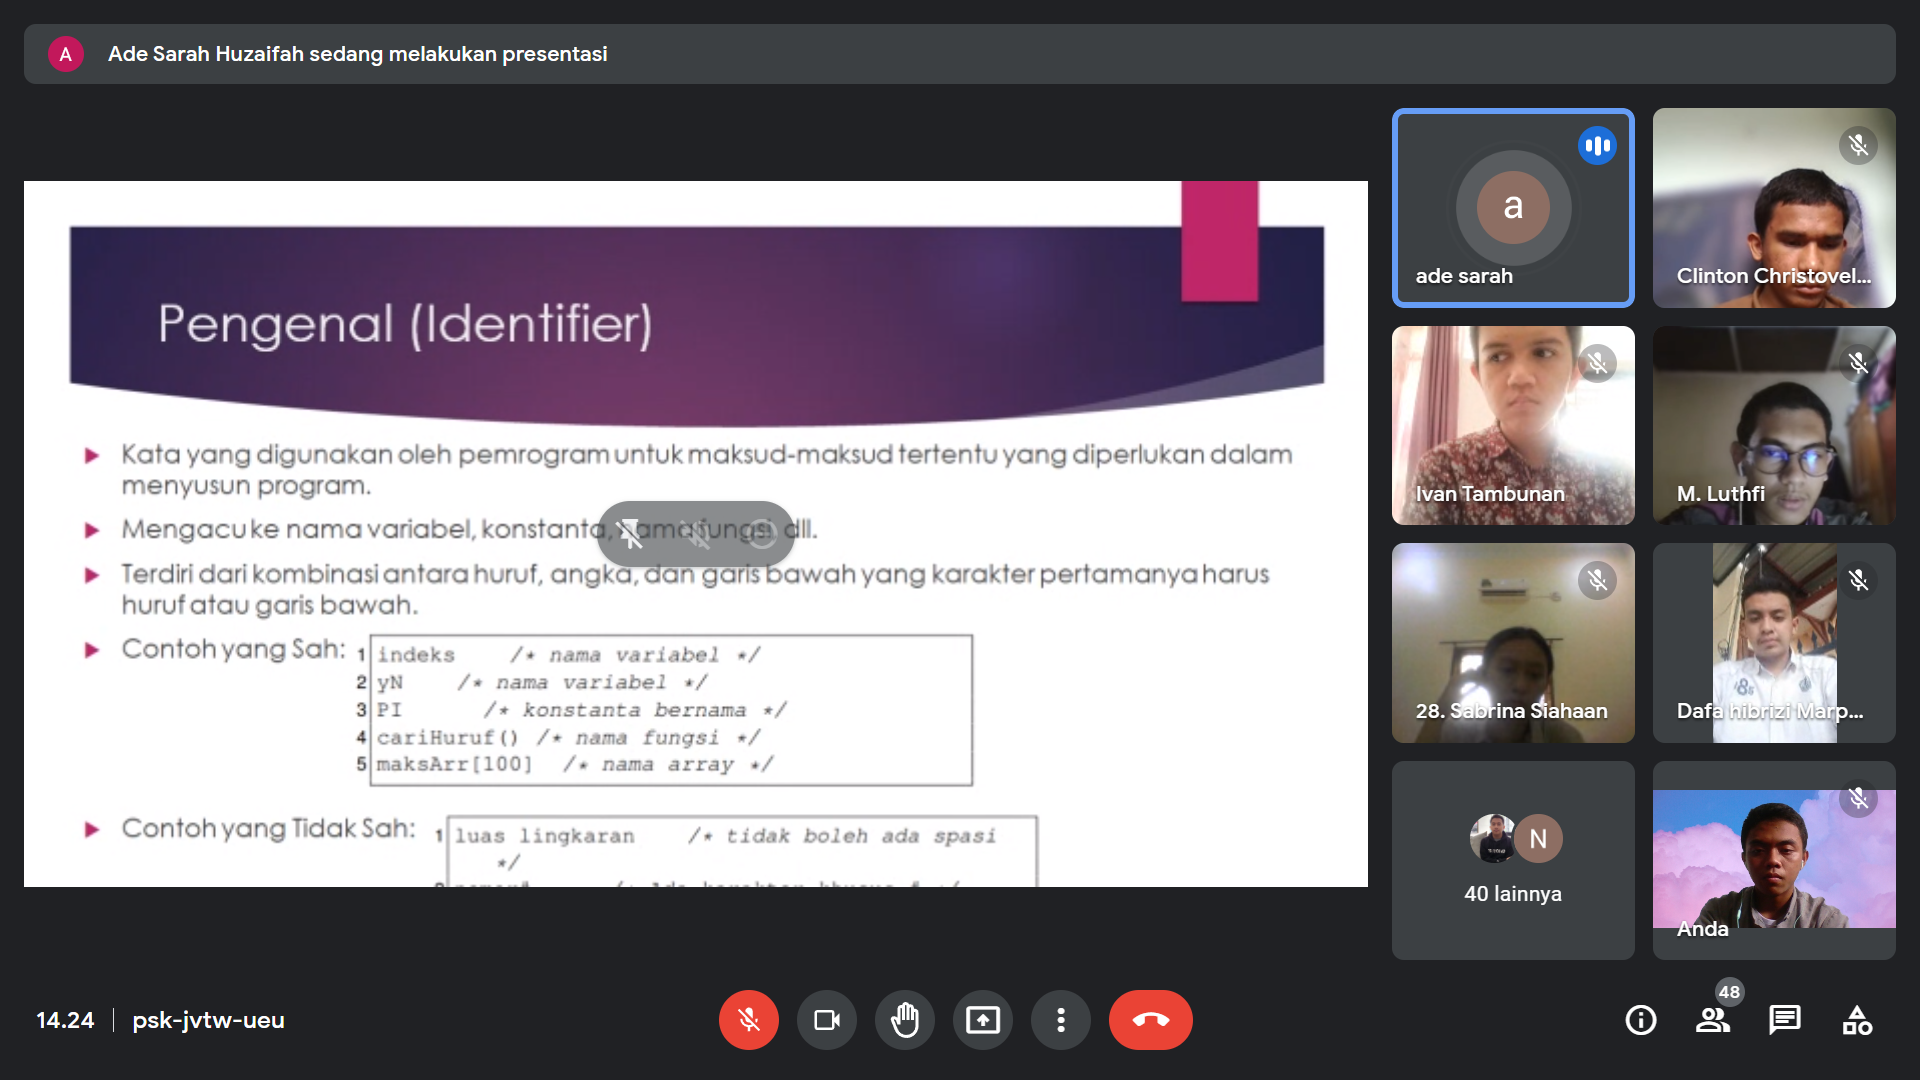 A
Ade Sarah Huzaifah sedang melakukan presentasi
Pengenal (Identifier)
Kata yang digunakan oleh pemrogram untuk maksud-maksud tertentu yang diperlukan dalam
menyusun program.
Mengacu ke nama variabel, konstanta, nama fungsi, dll.
Terdiri dari kombinasi antara huruf, angka, dan garis bawah yang karakter pertamanya harus
huruf atau garis bawah.
Contoh yang Sah:
1 indeks /* nama variabel */
2 yN /* nama variabel */
3 PI /* konstanta bernama */
4 cariHuruf() /* nama fungsi */
5 maksArr[100] /* nama array */
Contoh yang Tidak Sah:
1 luas lingkaran /* tidak boleh ada spasi
*/
a
ade sarah
Clinton Christovel...
Ivan Tambunan
M. Luthfi
28. Sabrina Siahaan
Dafa hibrizi Marp...
N
40 lainnya
Anda
14.24
psk-jvtw-ueu
48